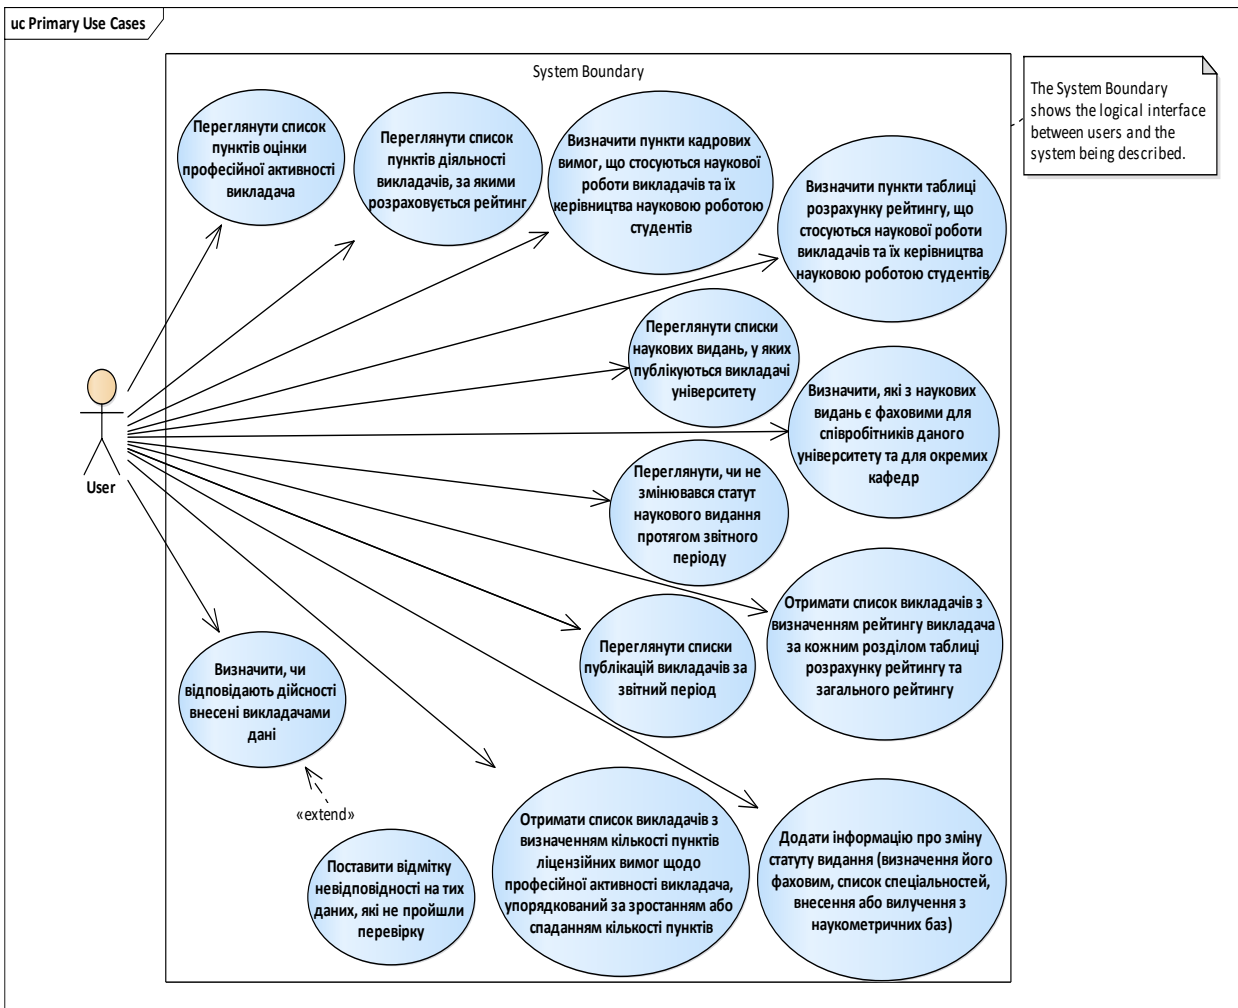 uc Primary Use Cases
System Boundary
The System Boundary
shows the logical interface
between users and the
system being described.
Переглянути список
пунктів оцінки
професійної активності
викладача
Переглянути список
пунктів діяльності
викладачів, за якими
розраховується рейтинг
Визначити пункти кадрових
вимог, що стосуються наукової
роботи викладачів та їх
керівництва науковою роботою
студентів
Визначити пункти таблиці
розрахунку рейтингу, що
стосуються наукової роботи
викладачів та їх керівництва
науковою роботою студентів
Переглянути списки
наукових видань, у яких
публікуються викладачі
університету
Визначити, які з наукових
видань є фаховими для
співробітників даного
університету та для окремих
кафедр
User
Переглянути, чи не
змінювався статут
наукового видання
протягом звітного
періоду
Отримати список викладачів з
визначенням рейтингу викладача
за кожним розділом таблиці
розрахунку рейтингу та
загального рейтингу
Переглянути списки
публікацій викладачів за
звітний період
Визначити, чи
відповідають дійсності
внесені викладачами
дані
«extend»
Поставити відмітку
невідповідності на тих
даних, які не пройшли
перевірку
Отримати список викладачів з
визначенням кількості пунктів
ліцензійних вимог щодо
професійної активності викладача,
упорядкований за зростанням або
спаданням кількості пунктів
Додати інформацію про зміну
статуту видання (визначення його
фаховим, список спеціальностей,
внесення або вилучення з
наукометричних баз)